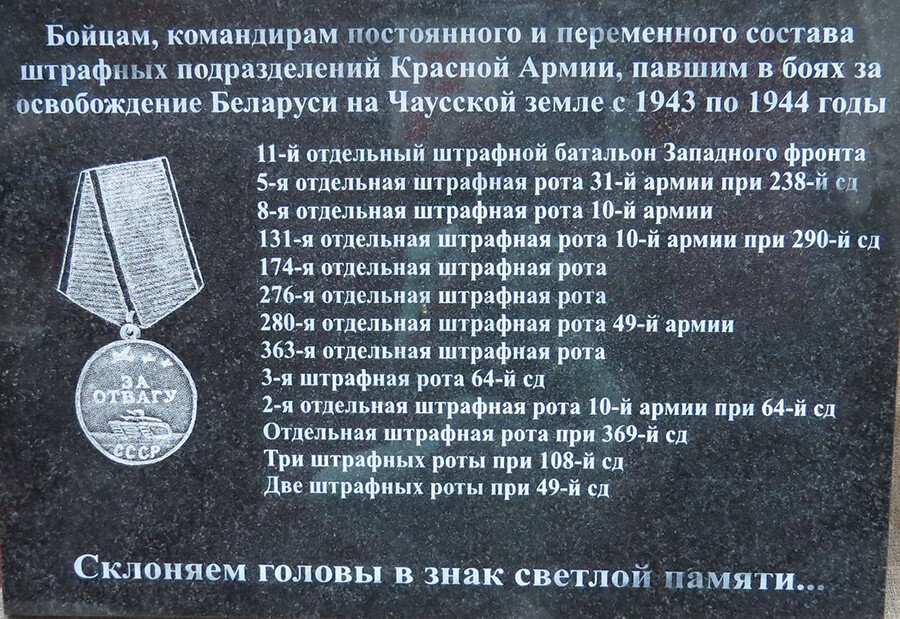 Бойцам, командирам постоянного и переменного состава
штрафных подразделений Красной Армии, павшим в боях за
освобождение Беларуси на Чаусской земле с 1943 по 1944 годы
11-й отдельный штрафной батальон Западного фронта
5-я отдельная штрафная рота 31-й армии при 238-й сд
8-я отдельная штрафная рота 10-й армии
131-я отдельная штрафная рота 10-й армии при 290-й сд
174-я отдельная штрафная рота
276-я отдельная штрафная рота
280-я отдельная штрафная рота 49-й армии
363-я отдельная штрафная рота
3-я штрафная рота 64-й сд
2-я отдельная штрафная рота 10-й армии при 64-й сд
Отдельная штрафная рота при 369-й сд
Три штрафных роты при 108-й сд
Две штрафных роты при 49-й сд
ЗА
ОТВАГУ
СССР
Склоняем головы в знак светлой памяти...